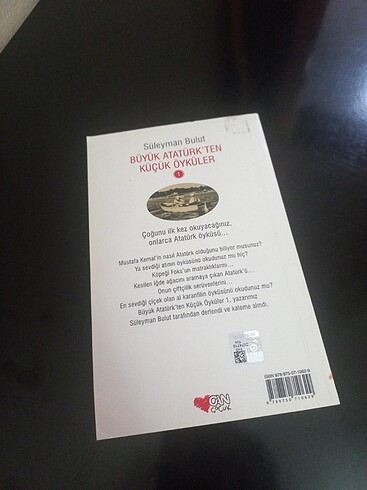 Süleyman Bulut
BÜYÜK ATATÜRK'TEN
KÜÇÜK ÖYKÜLER
1
Çoğunu ilk kez okuyacağınız,
onlarca Atatürk öyküsü...
Mustafa Kemal'in nasıl Atatürk olduğunu biliyor musunuz?
Ya sevdiği atının öyküsünü okudunuz mu hiç?
Köpeği Foks'un matraklıklarını...
Kesilen iğde ağacını aramaya çıkan Atatürk'ü...
Onun çiftçilik serüvenlerini...
En sevdiği çiçek olan al karanfilin öyküsünü okudunuz mu?
Büyük Atatürk'ten Küçük Öyküler 1, yazarımız
Süleyman Bulut tarafından derlendi ve kaleme alındı.
CAN
ÇOCUK